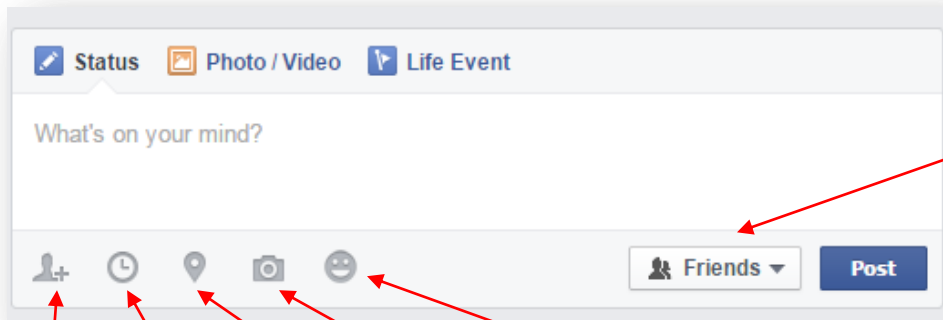 Status Photo / Video Life Event
What's on your mind?
Friends Post